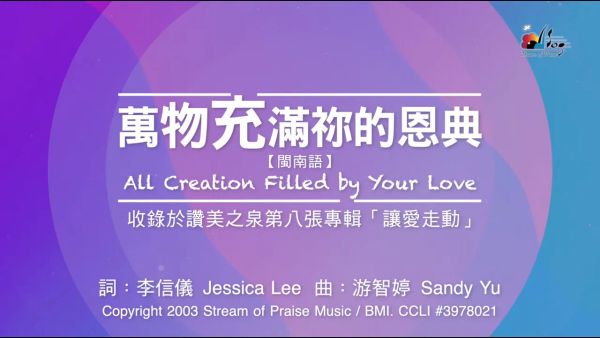 萬物充滿祢的恩典
【閩南語】
All Creation Filled by Your Love
收錄於讚美之泉第八張專輯「讓愛走動」
詞：李信儀 Jessica Lee 曲：游智婷 Sandy Yu
Copyright 2003 Stream of Praise Music / BMI. CCLI #3978021